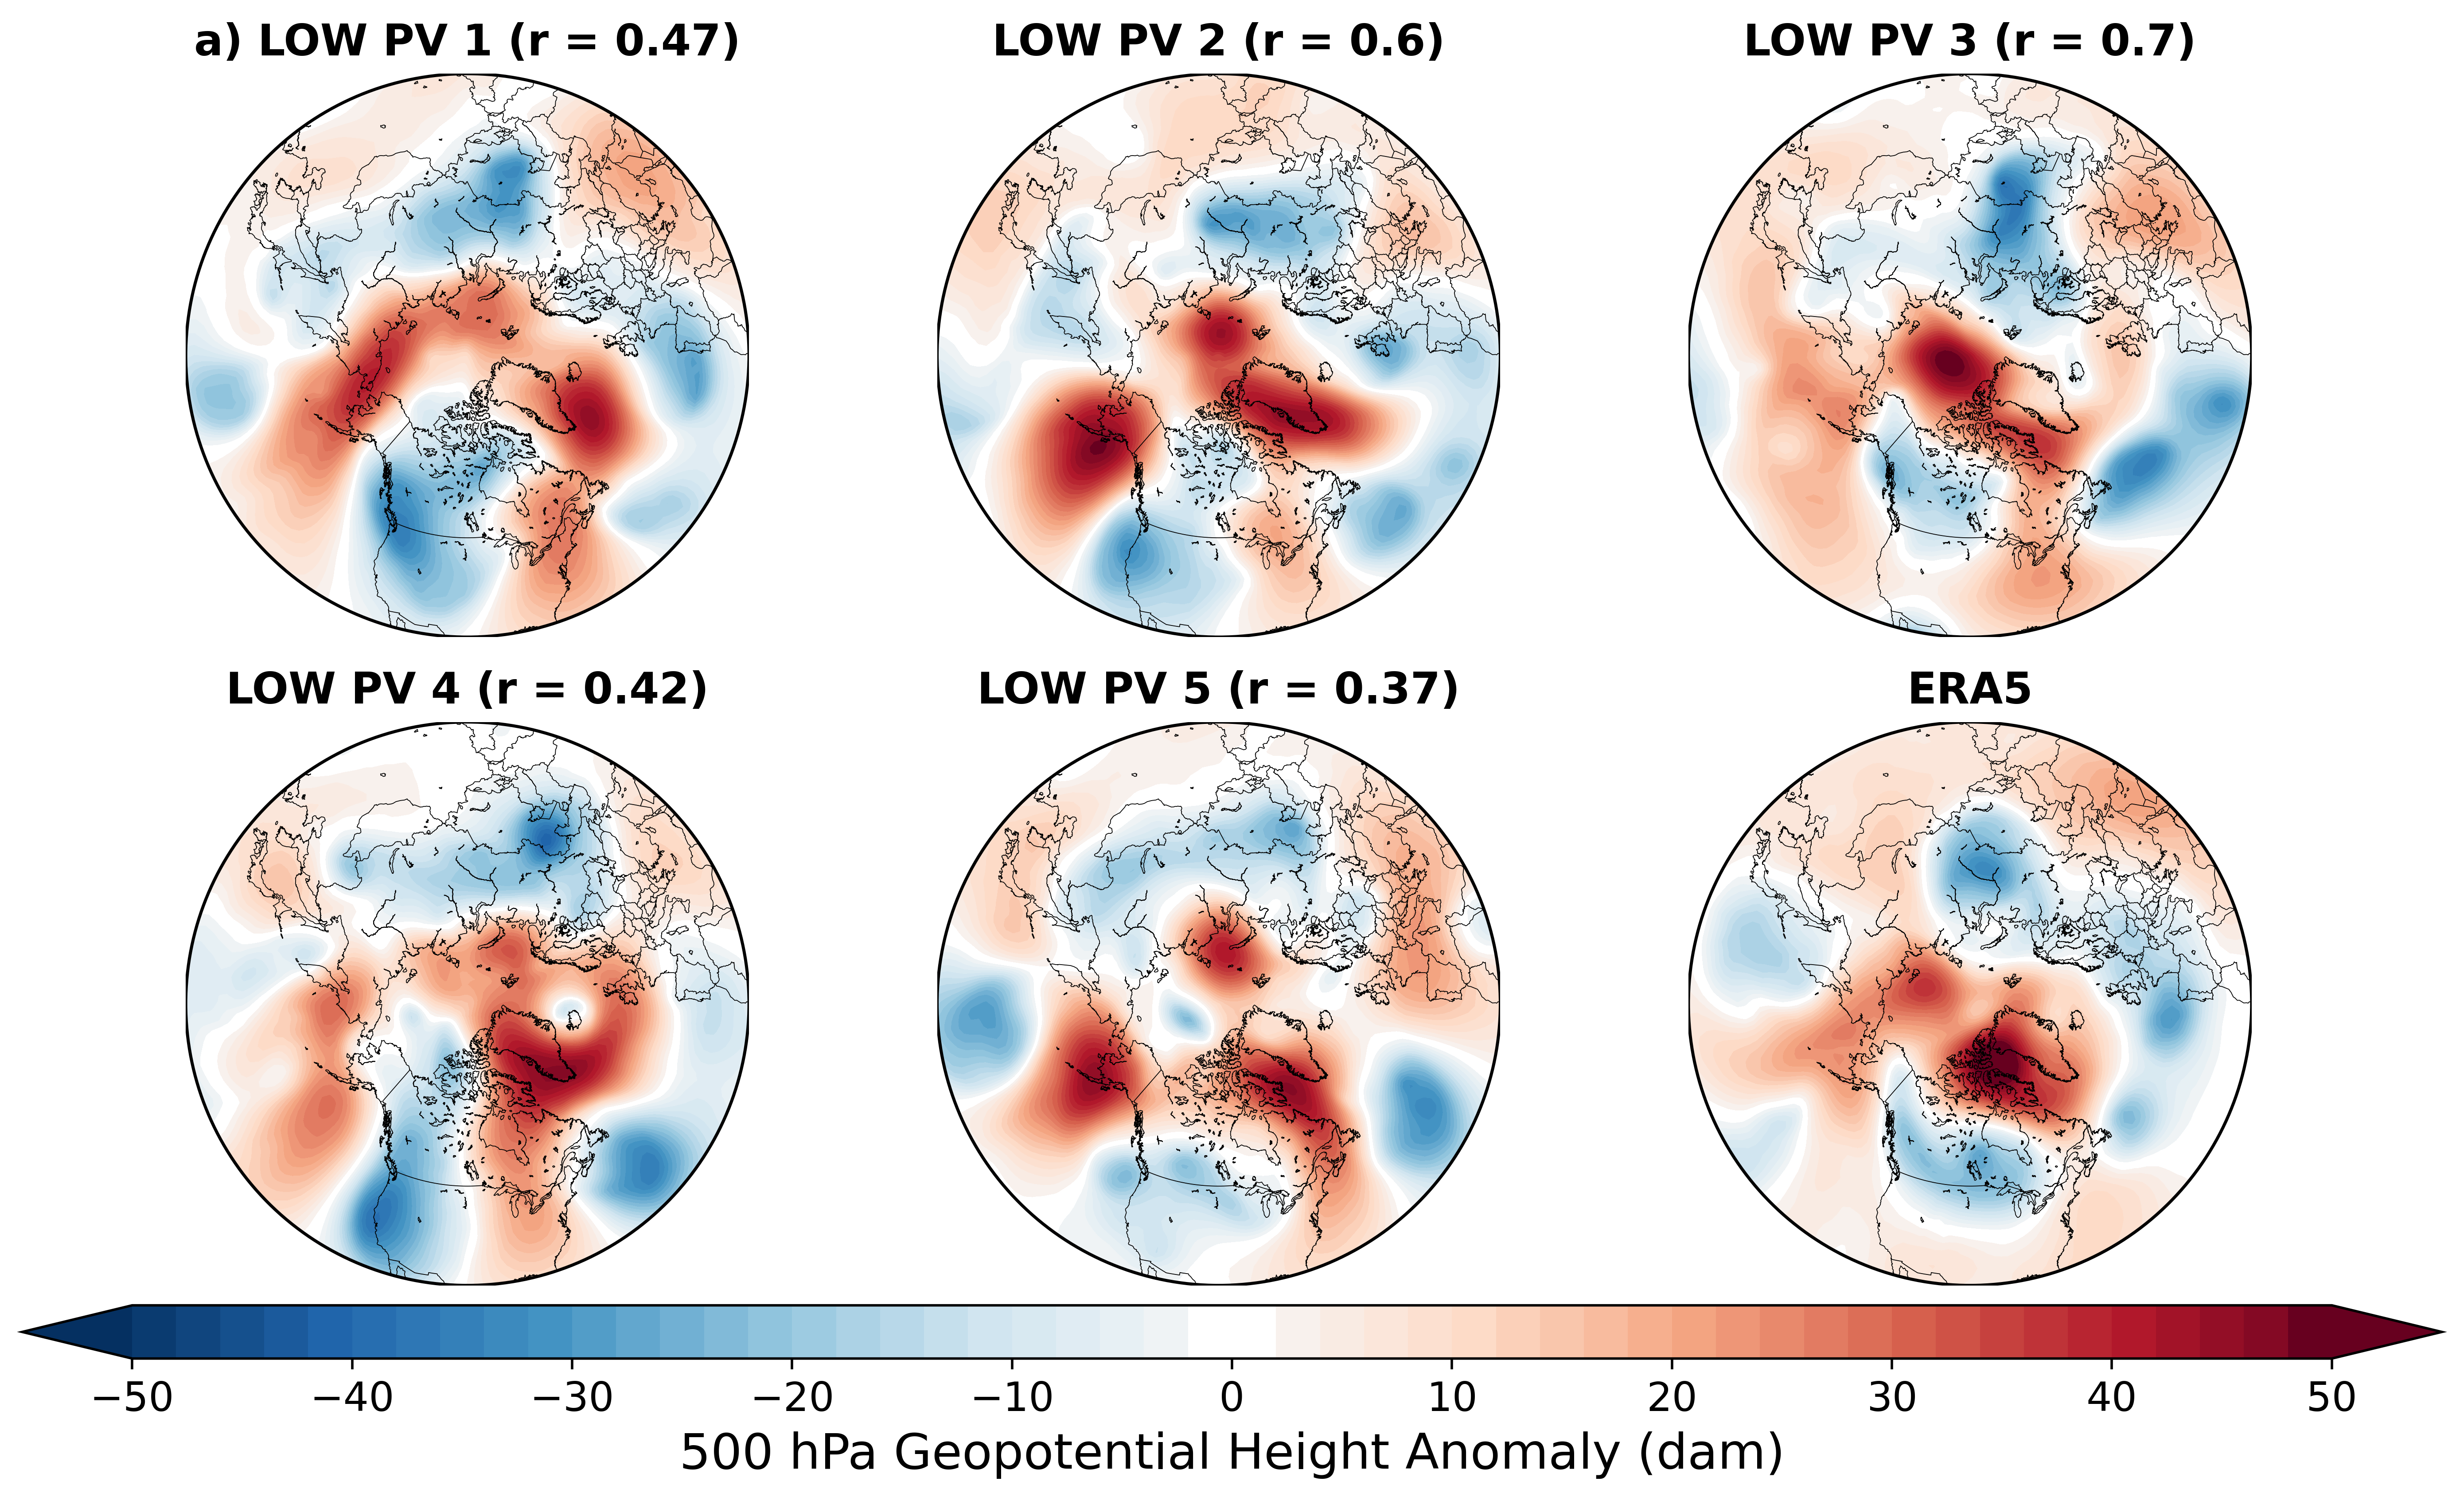 a) LOW PV 1 (r = 0.47)
LOW PV 2 (r = 0.6)
LOW PV 3 (r = 0.7)
LOW PV 4 (r = 0.42)
LOW PV 5 (r = 0.37)
ERA5
−50 −40 −30 −20 −10 0 10 20 30 40 50
500 hPa Geopotential Height Anomaly (dam)